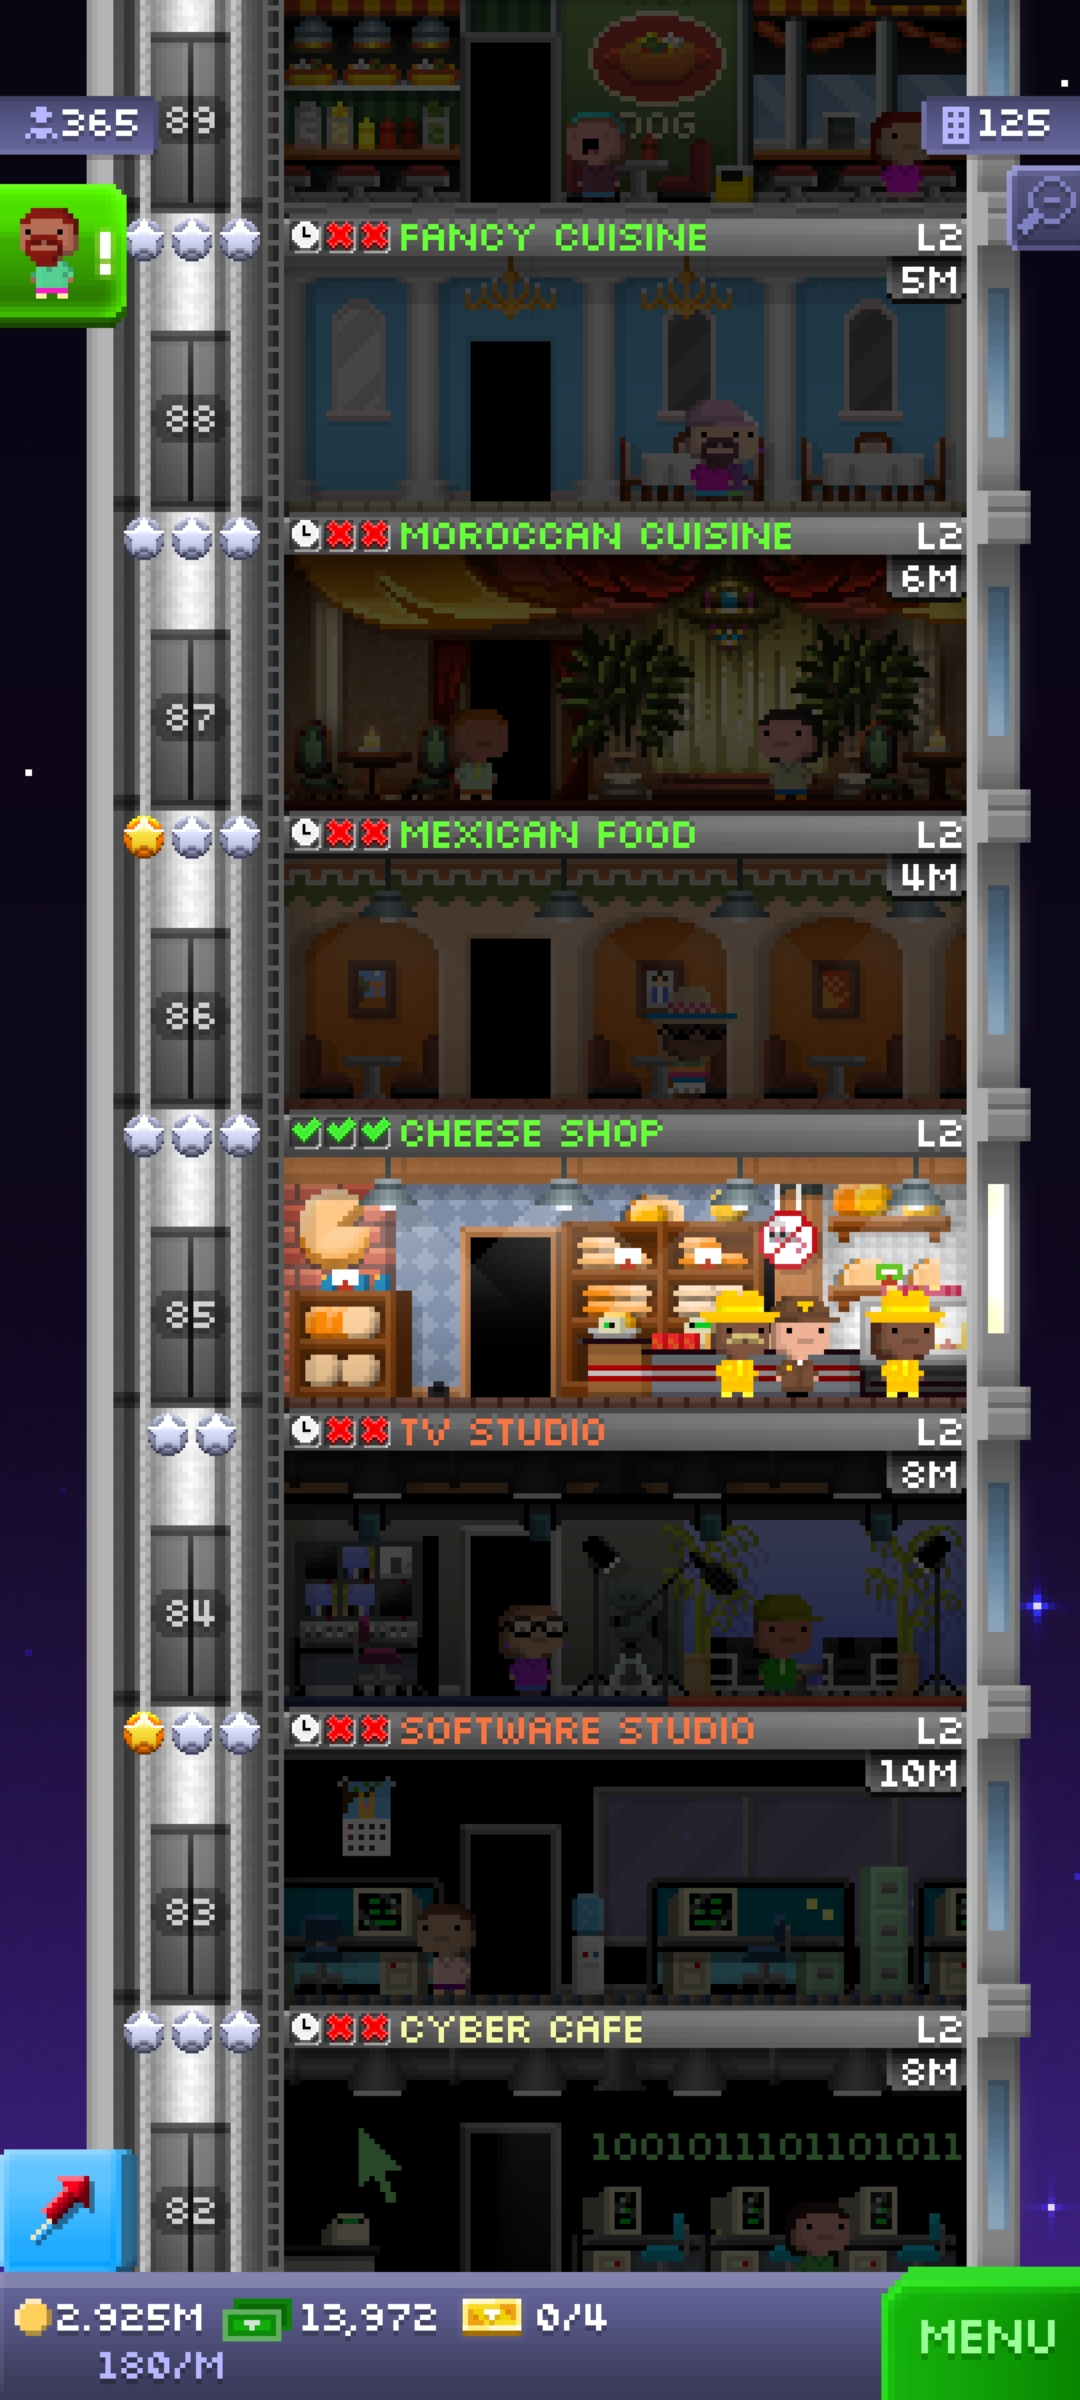 89
365
125
OOG
FANCY CUISINE L2
5M
88
MOROCCAN CUISINE L2
6M
87
MEXICAN FOOD L2
4M
86
CHEESE SHOP L2
85
TV STUDIO L2
8M
84
SOFTWARE STUDIO L2
10M
83
CYBER CAFE L2
8M
1001011101101011
82
2.925M 13,972 0/4
180/M
MENU